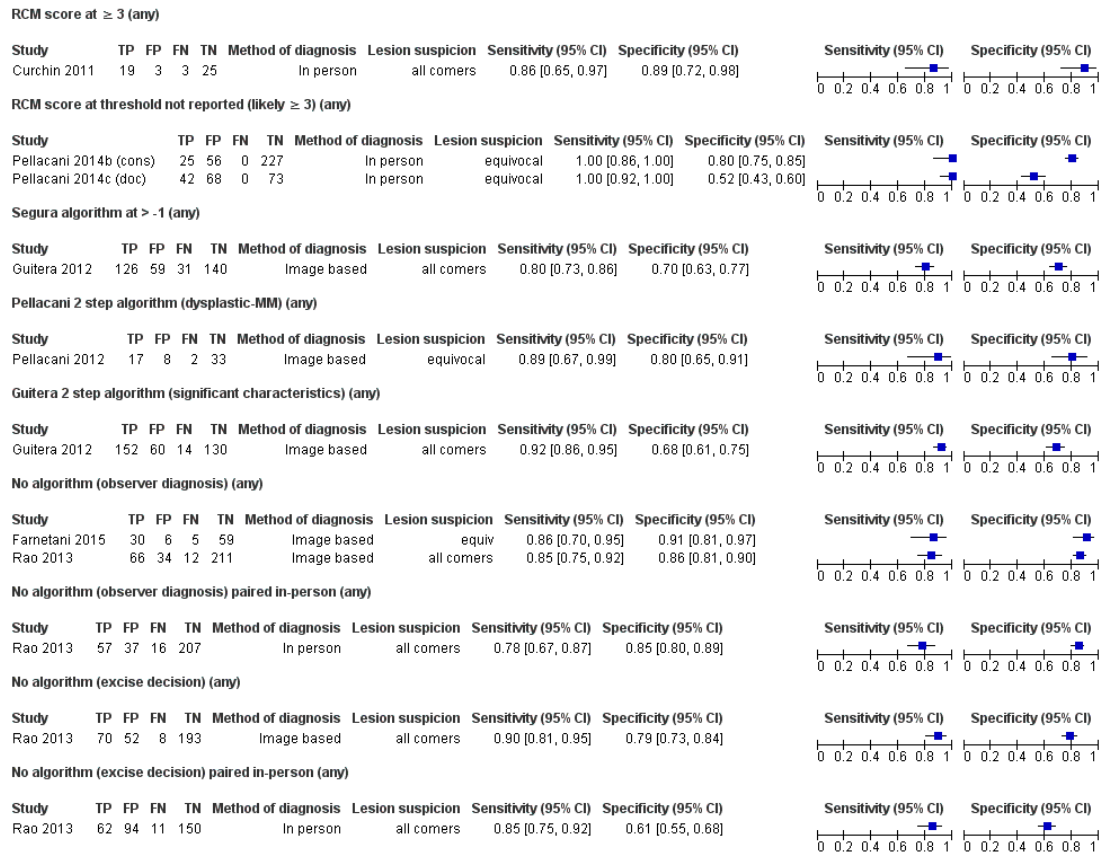 RCM score at ≥ 3 (any)
Study TP FP FN TN Method of diagnosis Lesion suspicion Sensitivity (95% CI) Specificity (95% CI) Sensitivity (95% CI) Specificity (95% CI)
Curchin 2011 19 3 3 25 In person all comers 0.86 [0.65, 0.97] 0.89 [0.72, 0.98]
0 0.2 0.4 0.6 0.8 1 0 0.2 0.4 0.6 0.8 1
RCM score at threshold not reported (likely ≥ 3) (any)
Study TP FP FN TN Method of diagnosis Lesion suspicion Sensitivity (95% CI) Specificity (95% CI) Sensitivity (95% CI) Specificity (95% CI)
Pellacani 2014b (cons) 25 56 0 227 In person equivocal 1.00 [0.86, 1.00] 0.80 [0.75, 0.85]
Pellacani 2014c (doc) 42 68 0 73 In person equivocal 1.00 [0.92, 1.00] 0.52 [0.43, 0.60]
0 0.2 0.4 0.6 0.8 1 0 0.2 0.4 0.6 0.8 1
Segura algorithm at > -1 (any)
Study TP FP FN TN Method of diagnosis Lesion suspicion Sensitivity (95% CI) Specificity (95% CI) Sensitivity (95% CI) Specificity (95% CI)
Guitera 2012 126 59 31 140 Image based all comers 0.80 [0.73, 0.86] 0.70 [0.63, 0.77]
0 0.2 0.4 0.6 0.8 1 0 0.2 0.4 0.6 0.8 1
Pellacani 2 step algorithm (dysplastic-MM) (any)
Study TP FP FN TN Method of diagnosis Lesion suspicion Sensitivity (95% CI) Specificity (95% CI) Sensitivity (95% CI) Specificity (95% CI)
Pellacani 2012 17 8 2 33 Image based equivocal 0.89 [0.67, 0.99] 0.80 [0.65, 0.91]
0 0.2 0.4 0.6 0.8 1 0 0.2 0.4 0.6 0.8 1
Guitera 2 step algorithm (significant characteristics) (any)
Study TP FP FN TN Method of diagnosis Lesion suspicion Sensitivity (95% CI) Specificity (95% CI) Sensitivity (95% CI) Specificity (95% CI)
Guitera 2012 152 60 14 130 Image based all comers 0.92 [0.86, 0.95] 0.68 [0.61, 0.75]
0 0.2 0.4 0.6 0.8 1 0 0.2 0.4 0.6 0.8 1
No algorithm (observer diagnosis) (any)
Study TP FP FN TN Method of diagnosis Lesion suspicion Sensitivity (95% CI) Specificity (95% CI) Sensitivity (95% CI) Specificity (95% CI)
Farnetani 2015 30 6 5 59 Image based equiv 0.86 [0.70, 0.95] 0.91 [0.81, 0.97]
Rao 2013 66 34 12 211 Image based all comers 0.85 [0.75, 0.92] 0.86 [0.81, 0.90]
0 0.2 0.4 0.6 0.8 1 0 0.2 0.4 0.6 0.8 1
No algorithm (observer diagnosis) paired in-person (any)
Study TP FP FN TN Method of diagnosis Lesion suspicion Sensitivity (95% CI) Specificity (95% CI) Sensitivity (95% CI) Specificity (95% CI)
Rao 2013 57 37 16 207 In person all comers 0.78 [0.67, 0.87] 0.85 [0.80, 0.89]
0 0.2 0.4 0.6 0.8 1 0 0.2 0.4 0.6 0.8 1
No algorithm (excise decision) (any)
Study TP FP FN TN Method of diagnosis Lesion suspicion Sensitivity (95% CI) Specificity (95% CI) Sensitivity (95% CI) Specificity (95% CI)
Rao 2013 70 52 8 193 Image based all comers 0.90 [0.81, 0.95] 0.79 [0.73, 0.84]
0 0.2 0.4 0.6 0.8 1 0 0.2 0.4 0.6 0.8 1
No algorithm (excise decision) paired in-person (any)
Study TP FP FN TN Method of diagnosis Lesion suspicion Sensitivity (95% CI) Specificity (95% CI) Sensitivity (95% CI) Specificity (95% CI)
Rao 2013 62 94 11 150 In person all comers 0.85 [0.75, 0.92] 0.61 [0.55, 0.68]
0 0.2 0.4 0.6 0.8 1 0 0.2 0.4 0.6 0.8 1